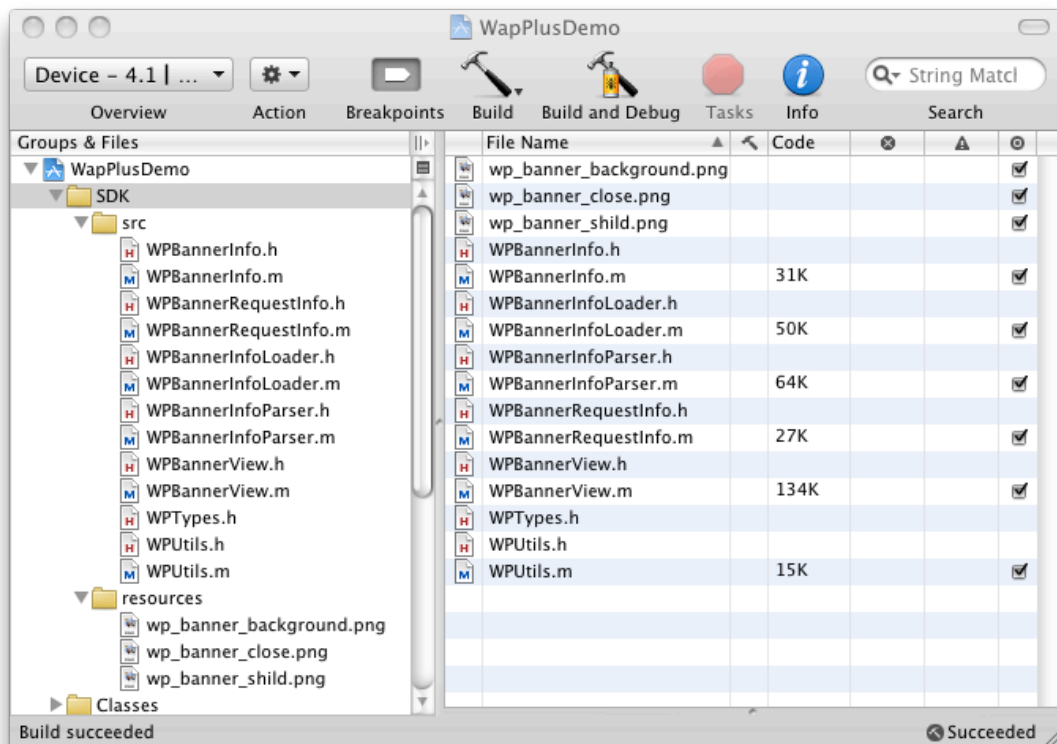 WapPlusDemo
Device – 4.1 | ...
String Matcl
Overview
Action
Breakpoints
Build
Build and Debug
Tasks
Info
Search
Groups & Files
WapPlusDemo
SDK
src
WPBannerInfo.h
WPBannerInfo.m
WPBannerRequestInfo.h
WPBannerRequestInfo.m
WPBannerInfoLoader.h
WPBannerInfoLoader.m
WPBannerInfoParser.h
WPBannerInfoParser.m
WPBannerView.h
WPBannerView.m
WPTypes.h
WPUtils.h
WPUtils.m
resources
wp_banner_background.png
wp_banner_close.png
wp_banner_shild.png
Classes
File Name Code
wp_banner_background.png
wp_banner_close.png
wp_banner_shild.png
WPBannerInfo.h
WPBannerInfo.m 31K
WPBannerInfoLoader.h
WPBannerInfoLoader.m 50K
WPBannerInfoParser.h
WPBannerInfoParser.m 64K
WPBannerRequestInfo.h
WPBannerRequestInfo.m 27K
WPBannerView.h
WPBannerView.m 134K
WPTypes.h
WPUtils.h
WPUtils.m 15K
Build succeeded
Succeeded